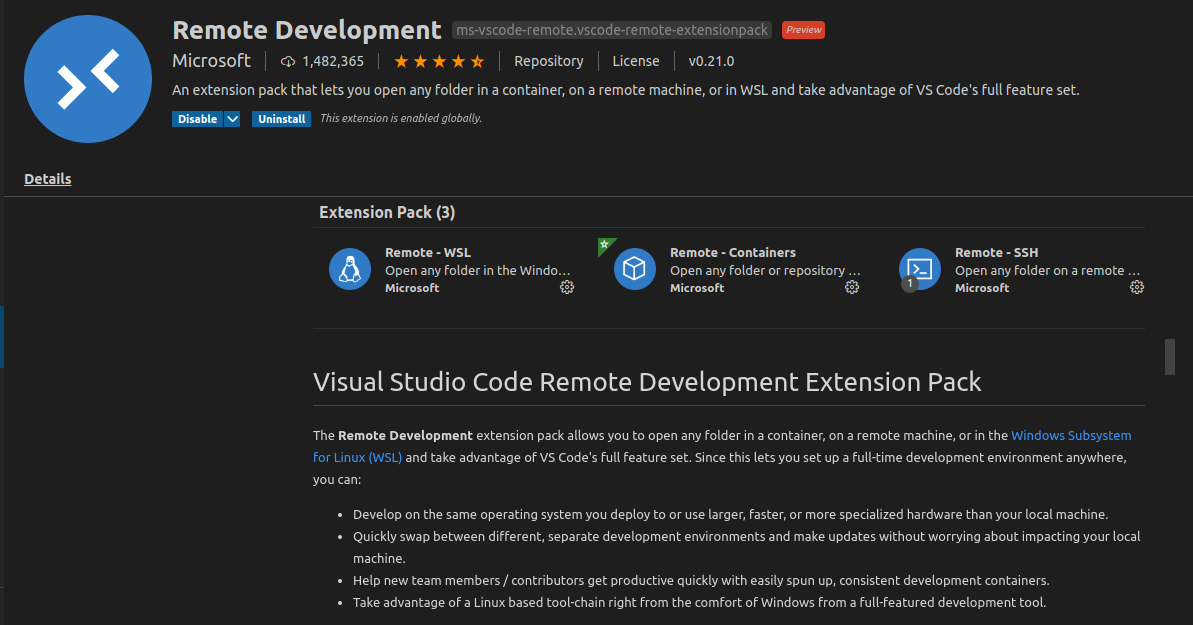 Remote Development ms-vscode-remote.vscode-remote-extensionpack Preview
Microsoft 1,482,365 Repository License v0.21.0
An extension pack that lets you open any folder in a container, on a remote machine, or in WSL and take advantage of VS Code's full feature set.
Disable Uninstall This extension is enabled globally.
Details
Extension Pack (3)
Remote - WSL
Open any folder in the Windo…
Microsoft
Remote - Containers
Open any folder or repository …
Microsoft
Remote - SSH
Open any folder on a remote …
1
Microsoft
Visual Studio Code Remote Development Extension Pack
The Remote Development extension pack allows you to open any folder in a container, on a remote machine, or in the Windows Subsystem
for Linux (WSL) and take advantage of VS Code's full feature set. Since this lets you set up a full-time development environment anywhere,
you can:
• Develop on the same operating system you deploy to or use larger, faster, or more specialized hardware than your local machine.
• Quickly swap between different, separate development environments and make updates without worrying about impacting your local
machine.
• Help new team members / contributors get productive quickly with easily spun up, consistent development containers.
• Take advantage of a Linux based tool-chain right from the comfort of Windows from a full-featured development tool.